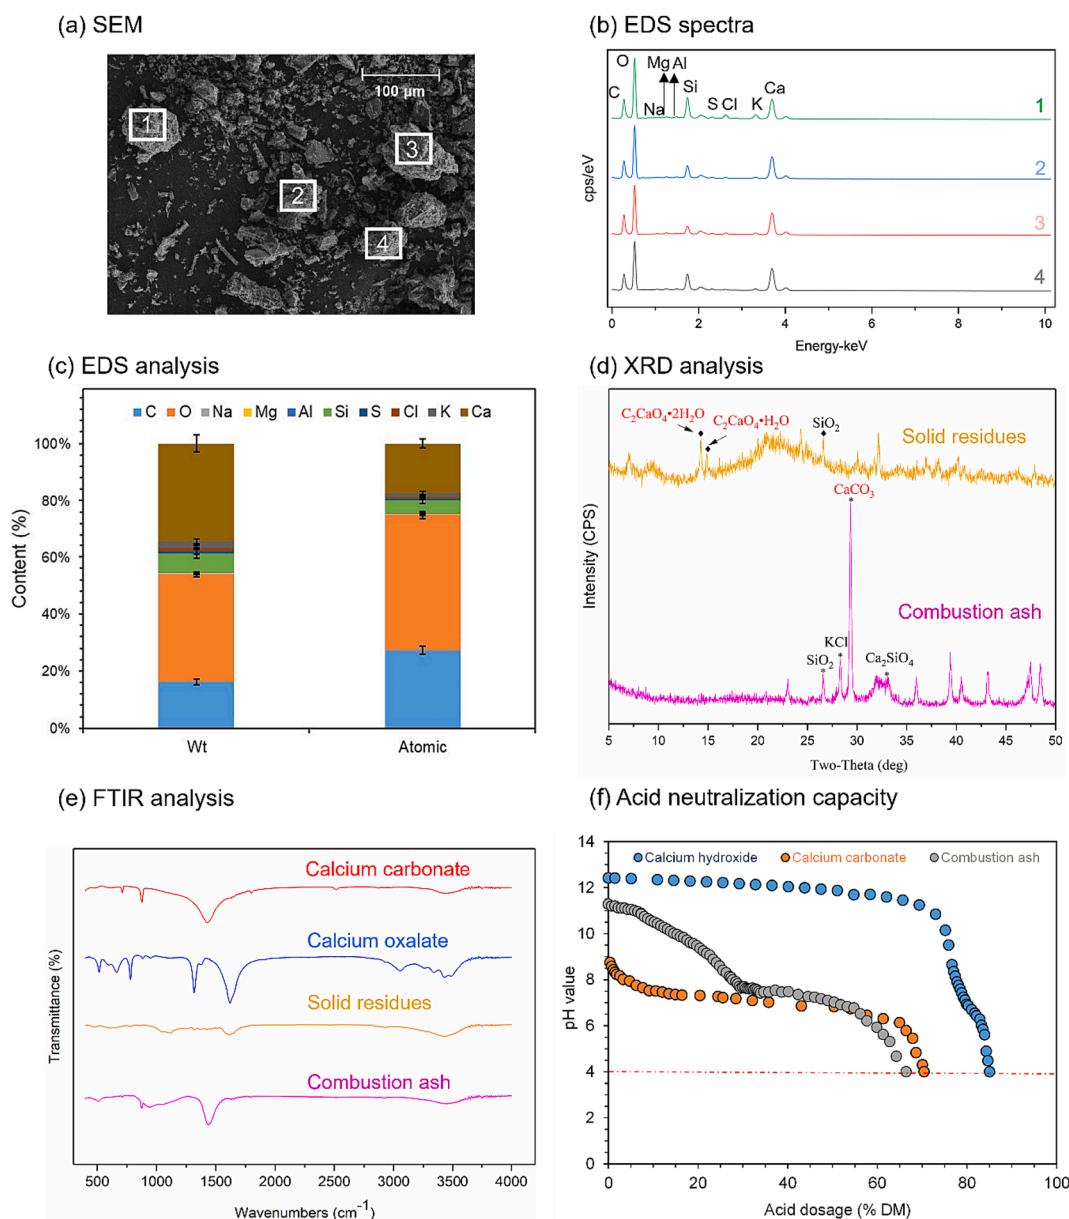 (a) SEM
100 μm
1
2
3
4
(b) EDS spectra
C O Na Mg Al Si S Cl K Ca
1
2
3
4
cps/eV
0 2 4 6 8 10
Energy-keV
(c) EDS analysis
C O Na Mg Al Si S Cl K Ca
100%
80%
60%
40%
20%
0%
Content (%)
Wt Atomic
(d) XRD analysis
C₂CaO₄•2H₂O
C₂CaO₄•H₂O
SiO₂
Solid residues
CaCO₃
*
Combustion ash
KCl
*
SiO₂
*
Ca₂SiO₄
*
Intensity (CPS)
5 10 15 20 25 30 35 40 45 50
Two-Theta (deg)
(e) FTIR analysis
Calcium carbonate
Calcium oxalate
Solid residues
Combustion ash
Transmittance (%)
500 1000 1500 2000 2500 3000 3500 4000
Wavenumbers (cm⁻¹)
(f) Acid neutralization capacity
Calcium hydroxide Calcium carbonate Combustion ash
14
12
10
8
6
4
2
0
pH value
0 20 40 60 80 100
Acid dosage (% DM)